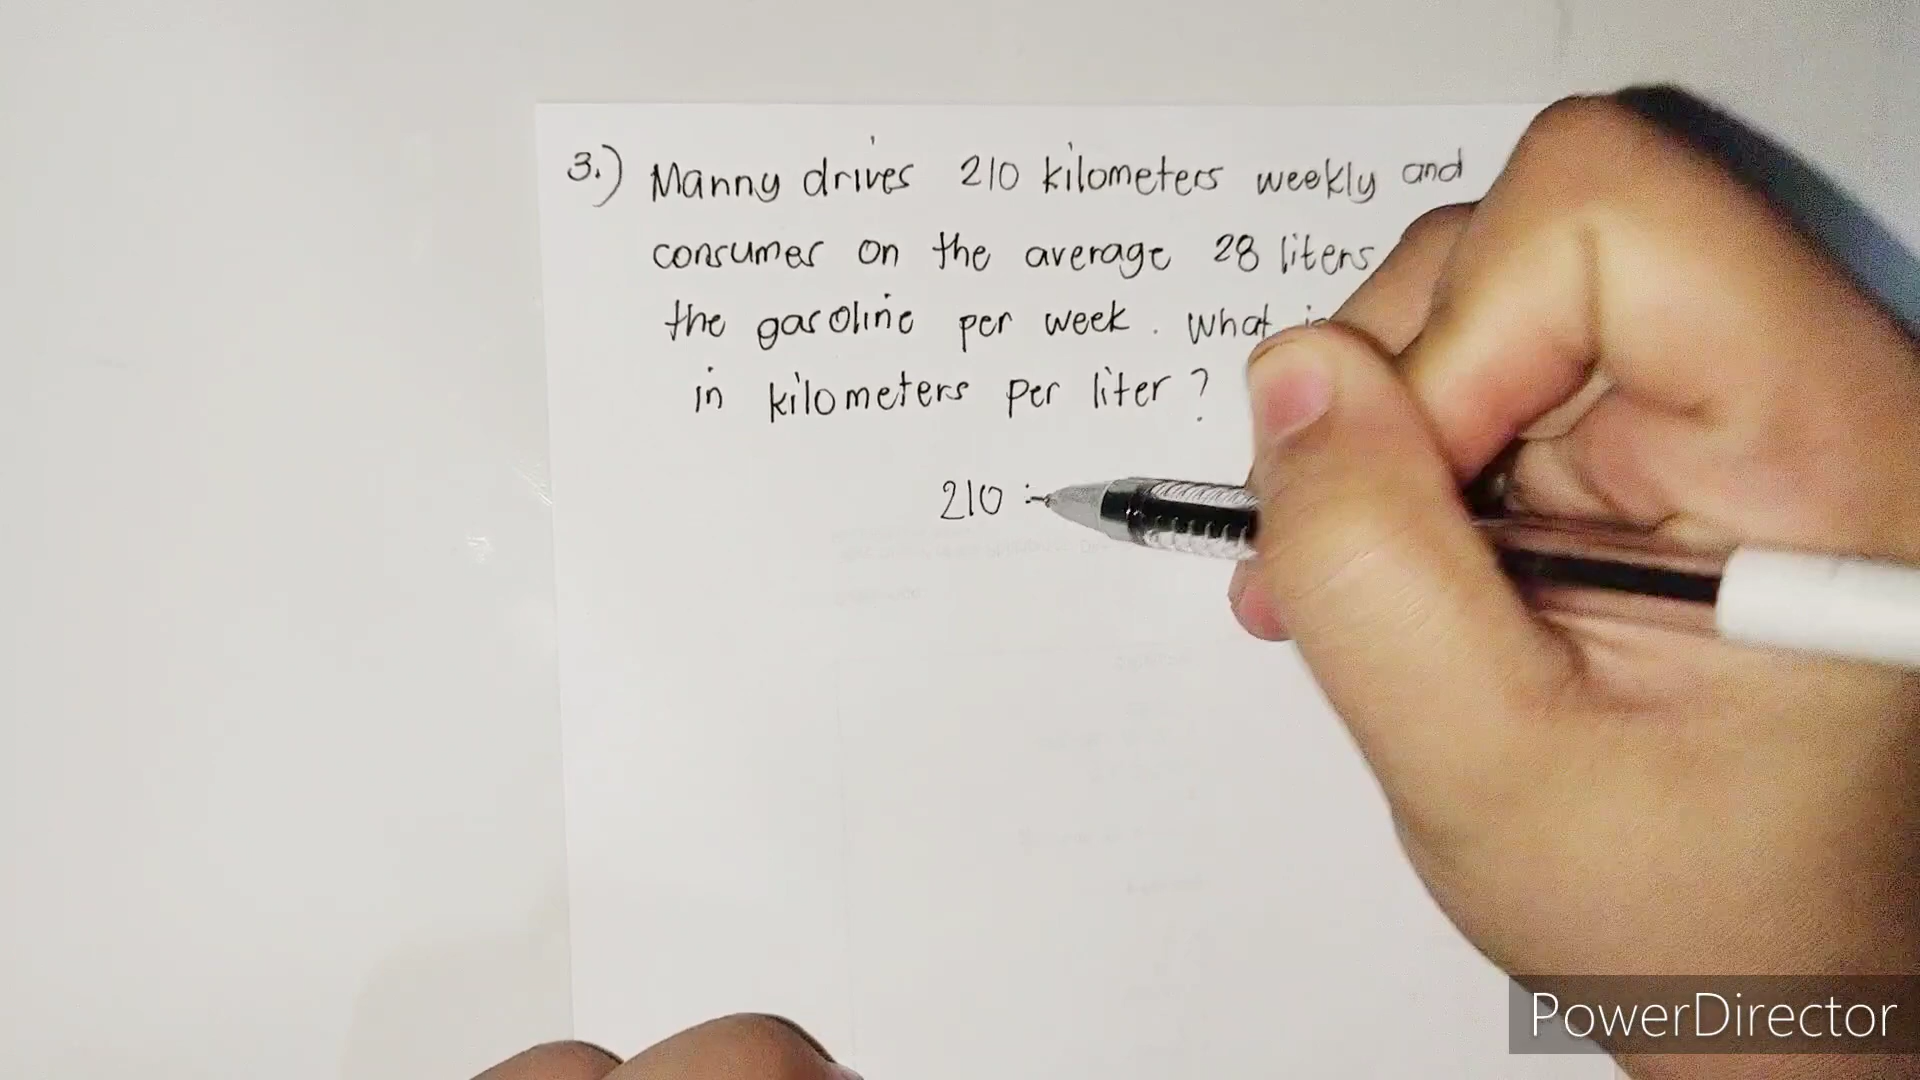 3.) Manny drives 210 kilometers weekly and
consumes on the average 28 liters
the gasoline per week. What is
in kilometers per liter?
210 ÷
PowerDirector